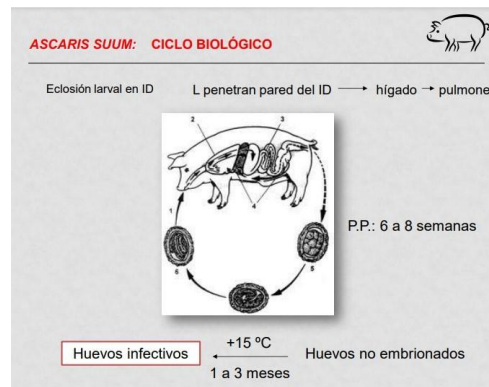 ASCARIS SUUM: CICLO BIOLÓGICO
Eclosión larval en ID
L penetran pared del ID → hígado → pulmone
2
3
4
1
P.P.: 6 a 8 semanas
6
5
+15 ºC
Huevos infectivos
Huevos no embrionados
1 a 3 meses